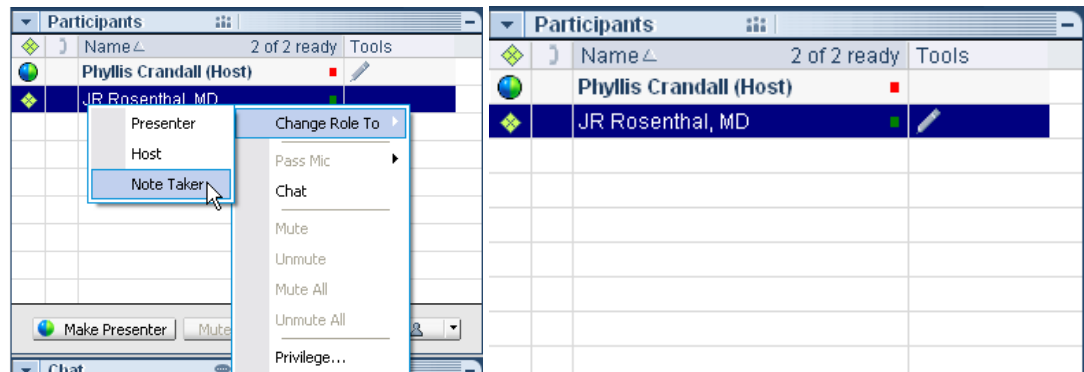 Participants
Name 2 of 2 ready Tools
Phyllis Crandall (Host)
JR Rosenthal, MD
Presenter
Host
Note Taker
Change Role To
Pass Mic
Chat
Mute
Unmute
Mute All
Unmute All
Privilege...
Make Presenter
Mute
Chat
Participants
Name 2 of 2 ready Tools
Phyllis Crandall (Host)
JR Rosenthal, MD